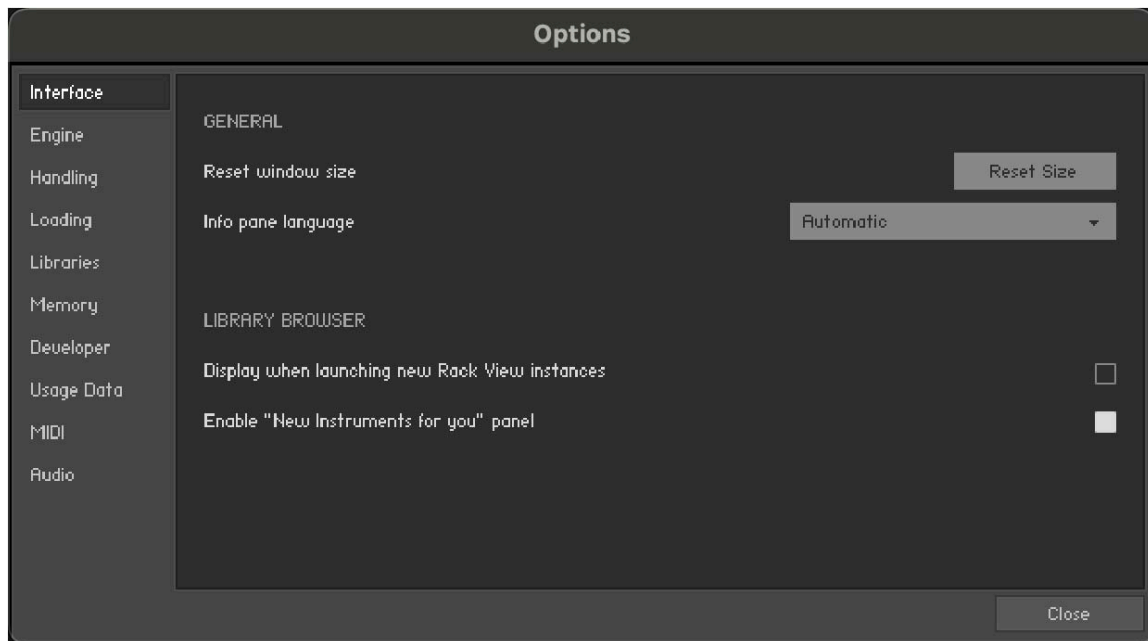 Options
Interface
Engine
Handling
Loading
Libraries
Memory
Developer
Usage Data
MIDI
Audio
GENERAL
Reset window size
Reset Size
Info pane language
Automatic
LIBRARY BROWSER
Display when launching new Rack View instances
Enable "New Instruments for you" panel
Close